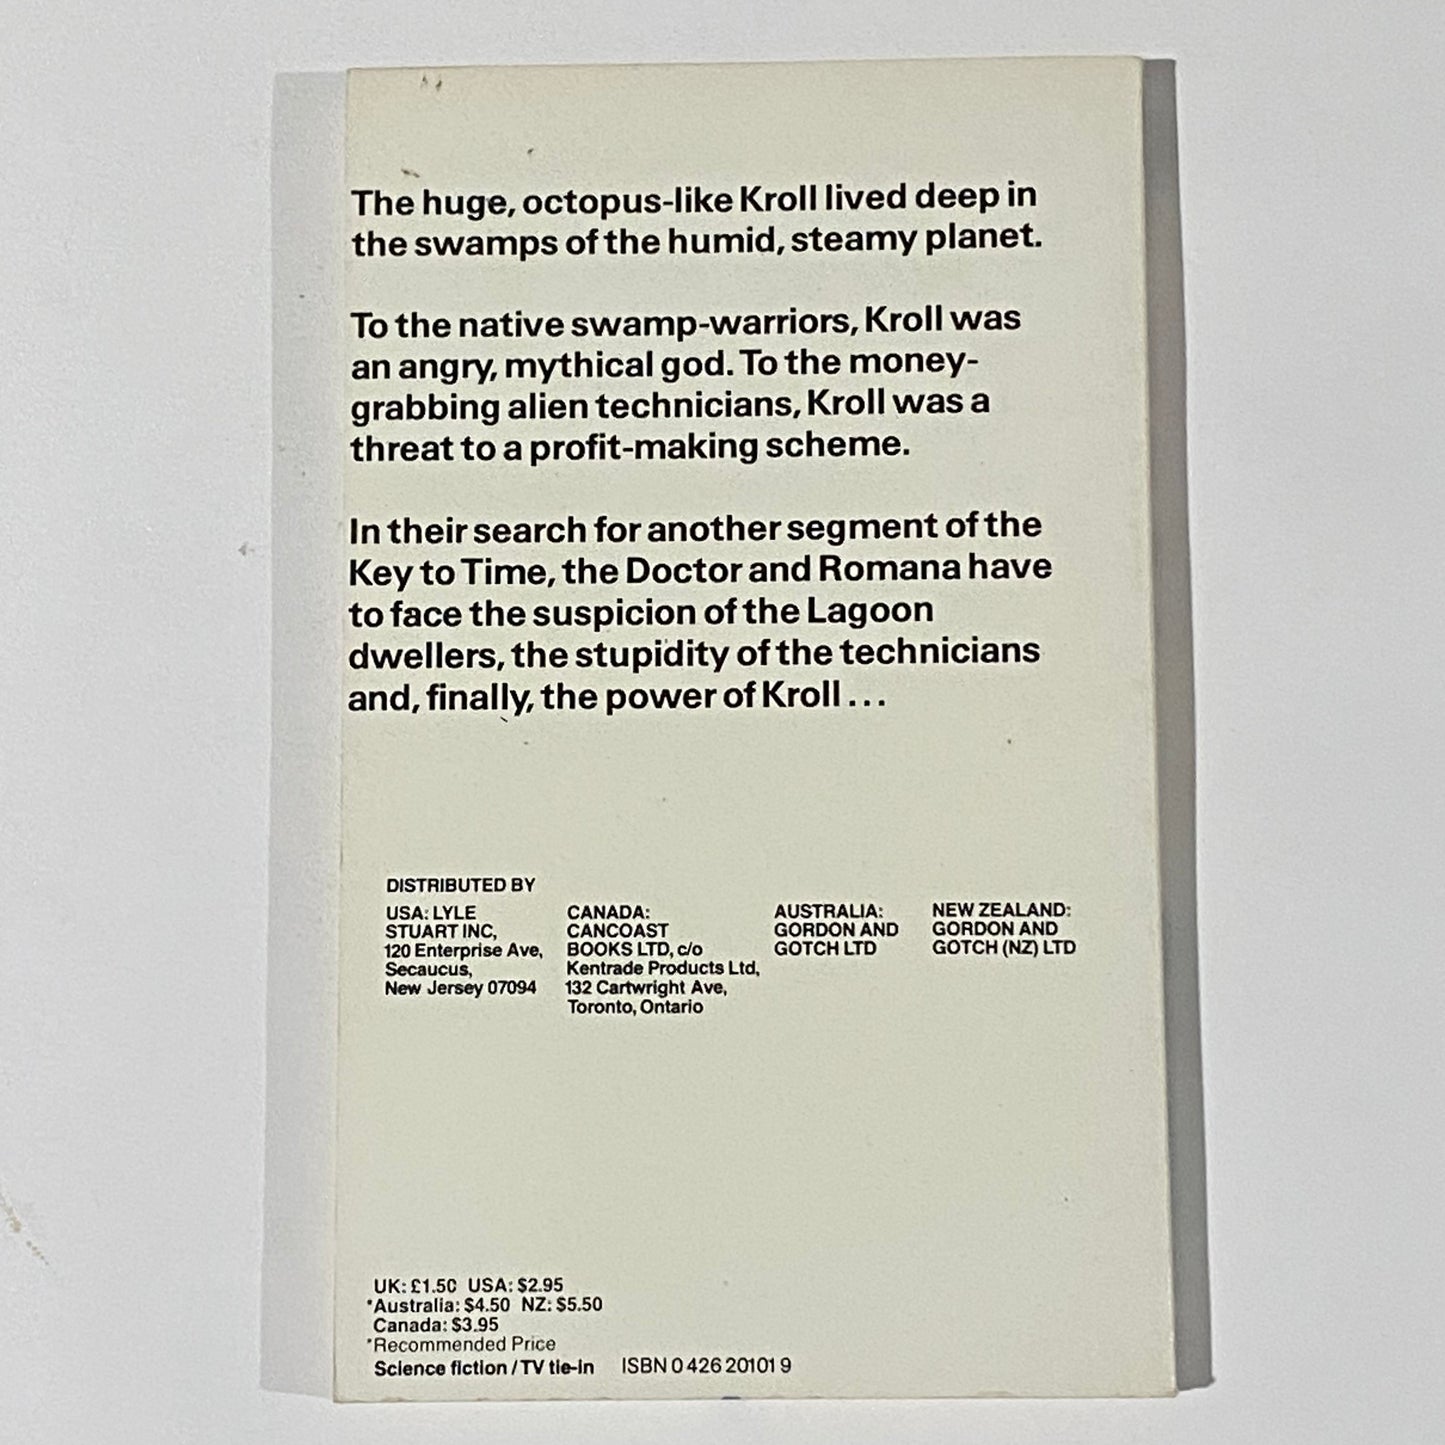 The huge, octopus-like Kroll lived deep in
the swamps of the humid, steamy planet.
To the native swamp-warriors, Kroll was
an angry, mythical god. To the money-
grabbing alien technicians, Kroll was a
threat to a profit-making scheme.
In their search for another segment of the
Key to Time, the Doctor and Romana have
to face the suspicion of the Lagoon
dwellers, the stupidity of the technicians
and, finally, the power of Kroll...
DISTRIBUTED BY
USA: LYLE
STUART INC,
120 Enterprise Ave,
Secaucus,
New Jersey 07094
CANADA:
CANCOAST
BOOKS LTD, c/o
Kentrade Products Ltd,
132 Cartwright Ave,
Toronto, Ontario
AUSTRALIA:
GORDON AND
GOTCH LTD
NEW ZEALAND:
GORDON AND
GOTCH (NZ) LTD
UK: £1.50 USA: $2.95
*Australia: $4.50 NZ: $5.50
Canada: $3.95
*Recommended Price
Science fiction / TV tie-in ISBN 0 426 20101 9